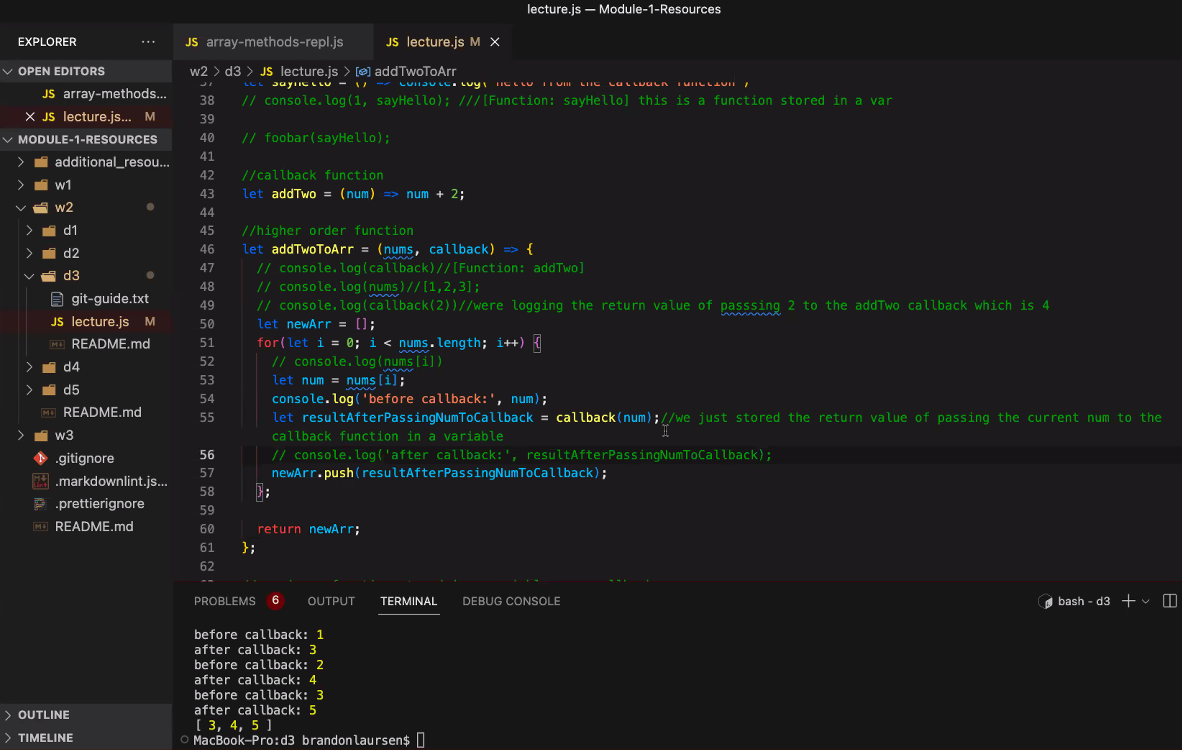 lecture.js — Module-1-Resources
EXPLORER
OPEN EDITORS
JS array-methods...
JS lecture.js... M
MODULE-1-RESOURCES
additional_resou...
w1
w2
d1
d2
d3
git-guide.txt
JS lecture.js M
README.md
d4
d5
README.md
w3
.gitignore
.markdownlint.js...
.prettierignore
README.md
OUTLINE
TIMELINE
JS array-methods-repl.js
JS lecture.js M
w2 > d3 > JS lecture.js > addTwoToArr
37 let sayHello = () => console.log("hello from the callback function")
38 // console.log(1, sayHello); ///[Function: sayHello] this is a function stored in a var
39
40 // foobar(sayHello);
41
42 //callback function
43 let addTwo = (num) => num + 2;
44
45 //higher order function
46 let addTwoToArr = (nums, callback) => {
47 // console.log(callback)//[Function: addTwo]
48 // console.log(nums)//[1,2,3];
49 // console.log(callback(2))//were logging the return value of passsing 2 to the addTwo callback which is 4
50 let newArr = [];
51 for(let i = 0; i < nums.length; i++) {
52 // console.log(nums[i])
53 let num = nums[i];
54 console.log('before callback:', num);
55 let resultAfterPassingNumToCallback = callback(num);//we just stored the return value of passing the current num to the
callback function in a variable
56 // console.log('after callback:', resultAfterPassingNumToCallback);
57 newArr.push(resultAfterPassingNumToCallback);
58 };
59
60 return newArr;
61 };
62
PROBLEMS 6 OUTPUT TERMINAL DEBUG CONSOLE
bash - d3
before callback: 1
after callback: 3
before callback: 2
after callback: 4
before callback: 3
after callback: 5
[ 3, 4, 5 ]
MacBook-Pro:d3 brandonlaursen$